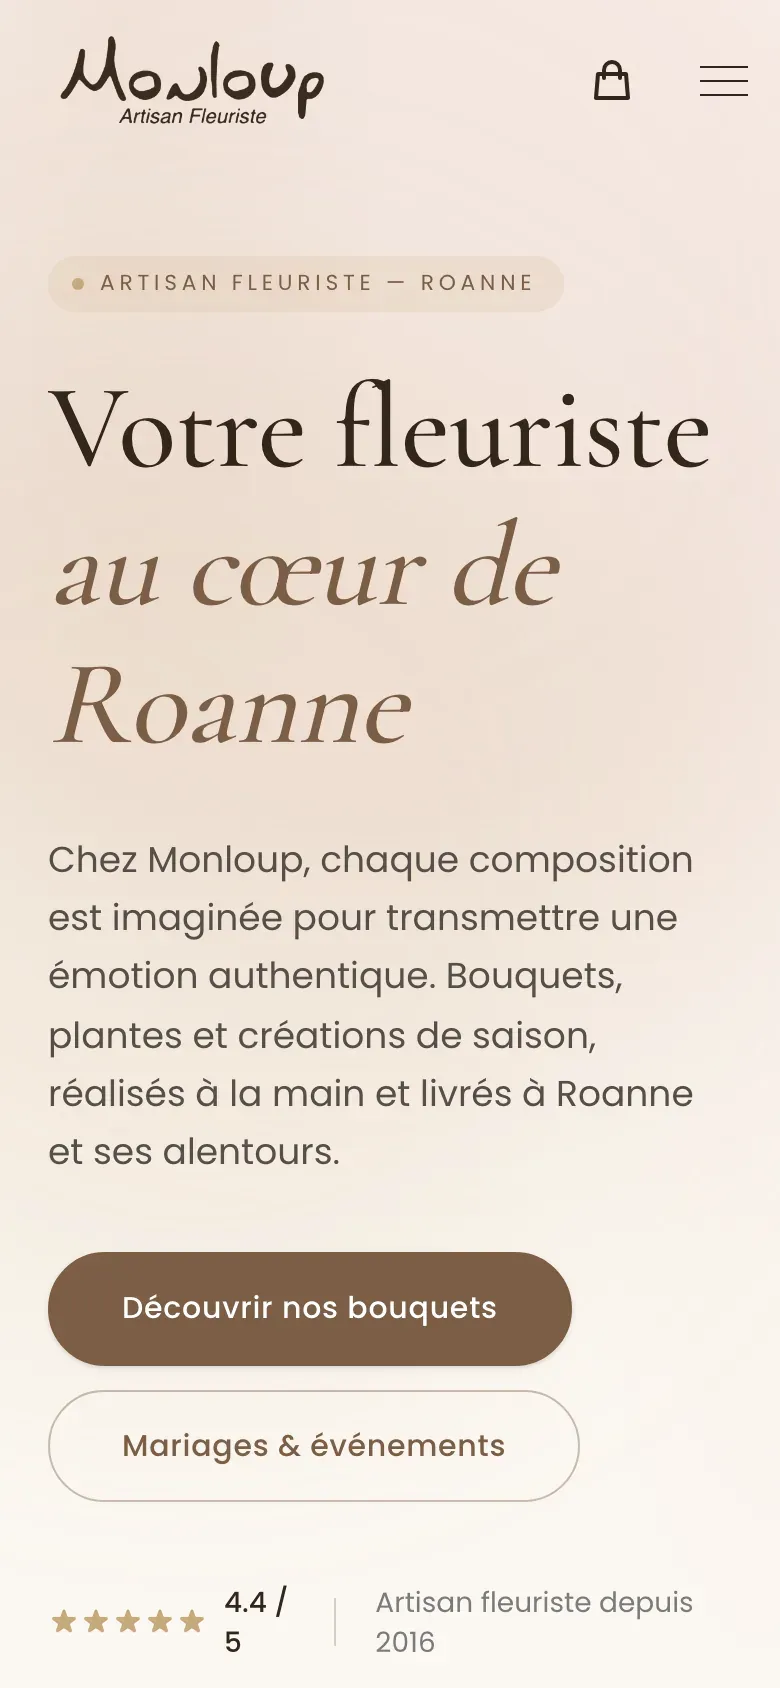 Monloup
Artisan Fleuriste
ARTISAN FLEURISTE — ROANNE
Votre fleuriste
au cœur de
Roanne
Chez Monloup, chaque composition
est imaginée pour transmettre une
émotion authentique. Bouquets,
plantes et créations de saison,
réalisés à la main et livrés à Roanne
et ses alentours.
Découvrir nos bouquets
Mariages & événements
4.4 /
5
Artisan fleuriste depuis
2016